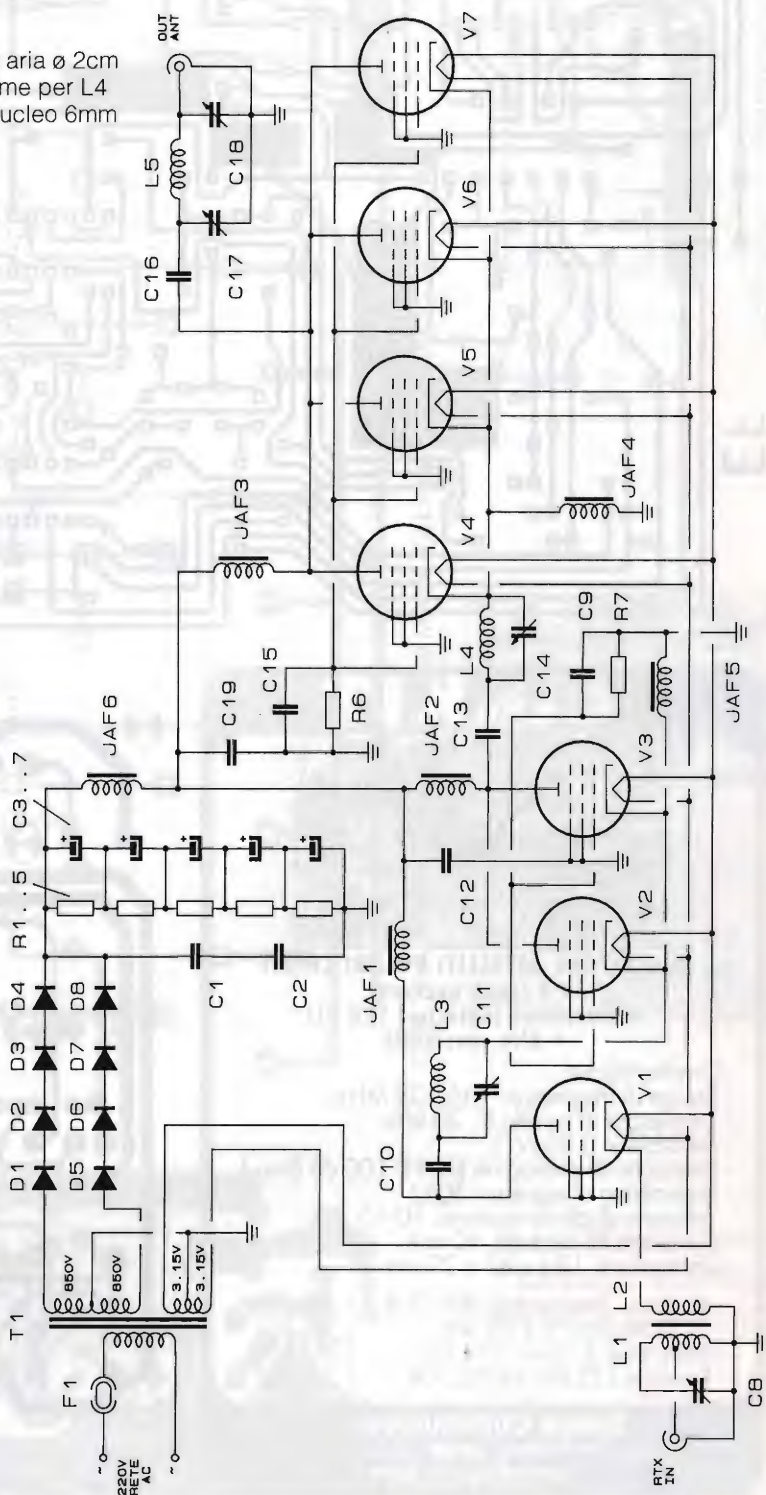 aria ø 2cm
me per L4
ucleo 6mm
OUT
ANT
L5
C16
C17
C18
V7
V6
V5
V4
JAF3
JAF6
C3..7
R1...5
C19
C15
R6
JAF2
C13
L4
C14
C9
R7
JAF4
JAF5
V3
V2
V1
C12
JAF1
C1
C2
L3
C11
C10
D1
D2
D3
D4
D5
D6
D7
D8
T1
850V
850V
3.15V
3.15V
F1
~
~
220V
RETE
AC
L1
L2
C8
RTX
IN